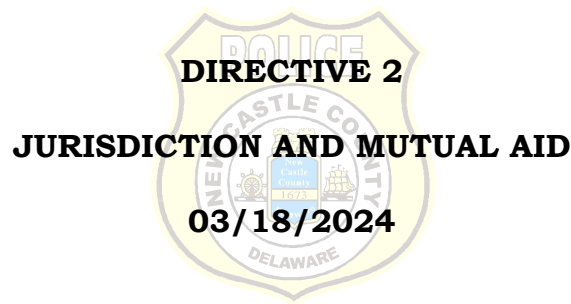 POLICE
DIRECTIVE 2
NEW CASTLE COUNTY
JURISDICTION AND MUTUAL AID
New
Castle
County
1673
03/18/2024
DELAWARE